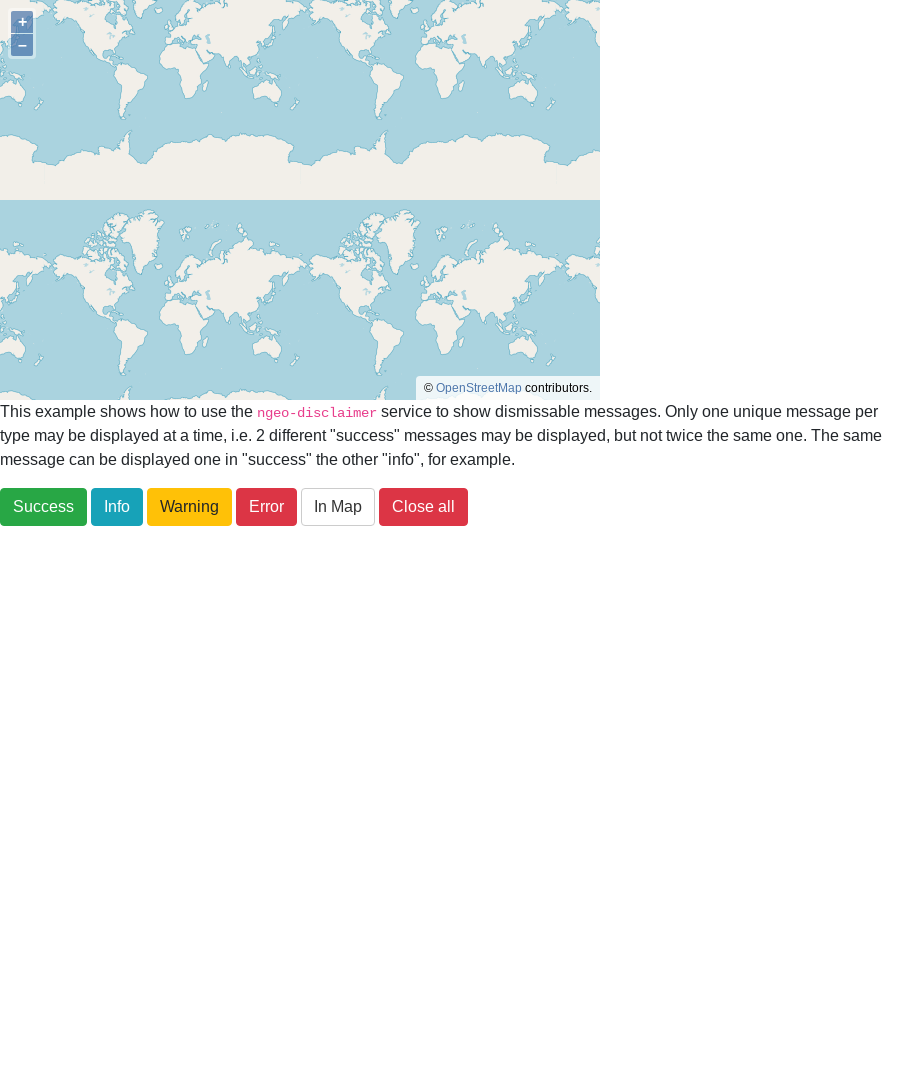 +
–
© OpenStreetMap contributors.
This example shows how to use the ngeo-disclaimer service to show dismissable messages. Only one unique message per
type may be displayed at a time, i.e. 2 different "success" messages may be displayed, but not twice the same one. The same
message can be displayed one in "success" the other "info", for example.
Success Info Warning Error In Map Close all